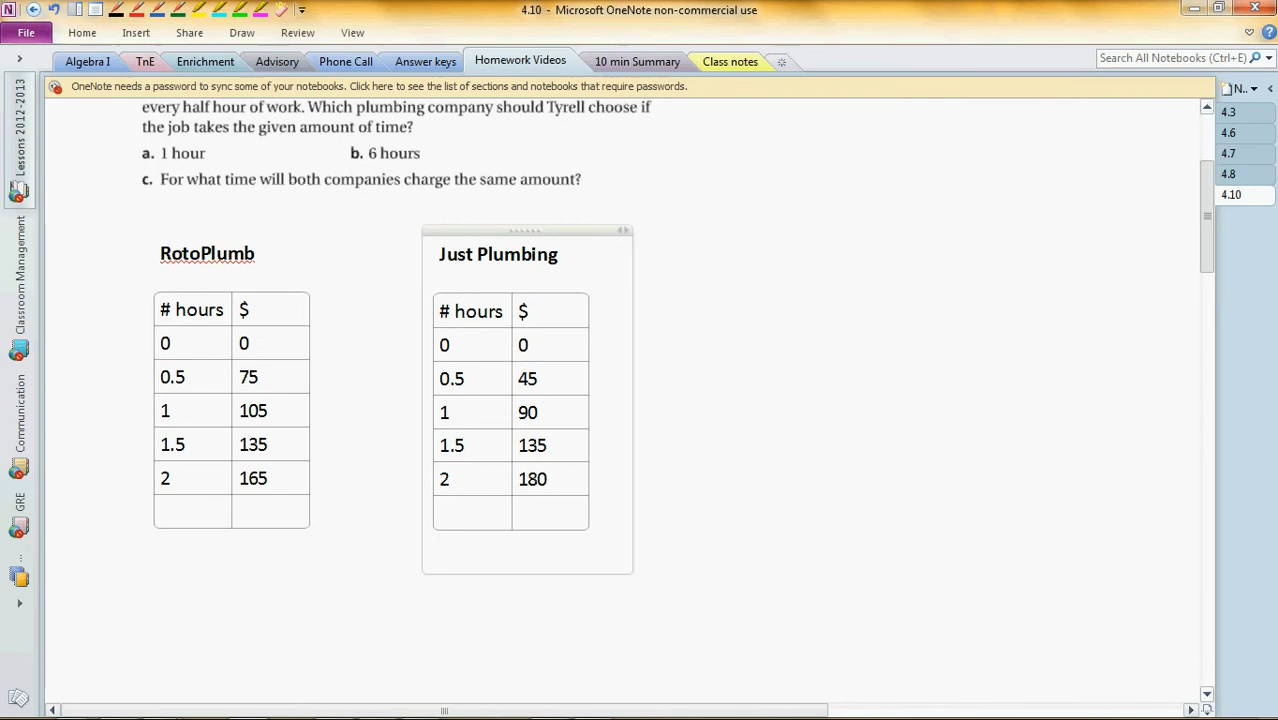 4.10 - Microsoft OneNote non-commercial use
File Home Insert Share Draw Review View
Algebra I TnE Enrichment Advisory Phone Call Answer keys Homework Videos 10 min Summary Class notes
Search All Notebooks (Ctrl+E)
OneNote needs a password to sync some of your notebooks. Click here to see the list of sections and notebooks that require passwords.
N..
4.3
4.6
4.7
4.8
4.10
Lessons 2012-2013
Classroom Management
Communication
GRE
...
every half hour of work. Which plumbing company should Tyrell choose if
the job takes the given amount of time?
a. 1 hour b. 6 hours
c. For what time will both companies charge the same amount?
RotoPlumb
# hours $
0 0
0.5 75
1 105
1.5 135
2 165
Just Plumbing
# hours $
0 0
0.5 45
1 90
1.5 135
2 180